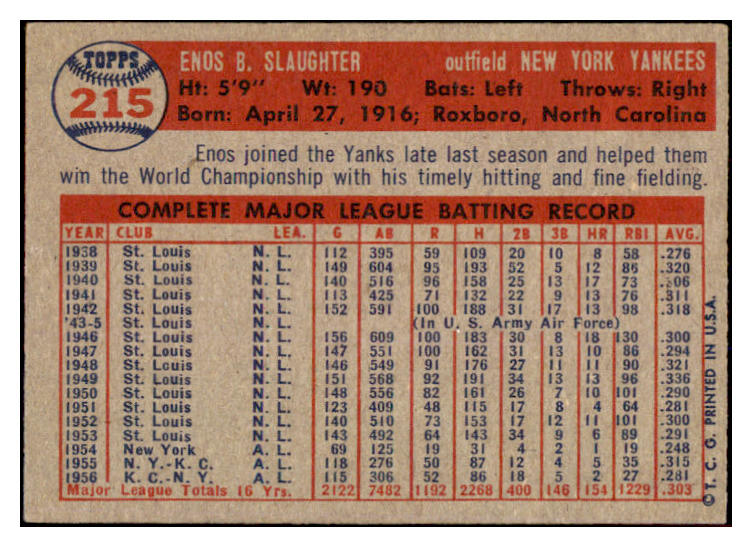 TOPPS
215
ENOS B. SLAUGHTER outfield NEW YORK YANKEES
Ht: 5'9" Wt: 190 Bats: Left Throws: Right
Born: April 27, 1916; Roxboro, North Carolina
Enos joined the Yanks late last season and helped them
win the World Championship with his timely hitting and fine fielding.
COMPLETE MAJOR LEAGUE BATTING RECORD
YEAR CLUB LEA. G AB R H 2B 3B HR RBI AVG.
1938 St. Louis N. L. 112 395 59 109 20 10 8 58 .276
1939 St. Louis N. L. 149 604 95 193 52 5 12 86 .320
1940 St. Louis N. L. 140 516 96 158 25 13 17 73 .306
1941 St. Louis N. L. 113 425 71 132 22 9 13 76 .311
1942 St. Louis N. L. 152 591 100 188 31 17 13 98 .318
'43-5 (In U. S. Army Air Force)
1946 St. Louis N. L. 156 609 100 183 30 8 18 130 .300
1947 St. Louis N. L. 147 551 100 162 31 13 10 86 .294
1948 St. Louis N. L. 146 549 91 176 27 11 11 90 .321
1949 St. Louis N. L. 151 568 92 191 34 13 13 96 .336
1950 St. Louis N. L. 148 556 82 161 26 7 10 101 .290
1951 St. Louis N. L. 123 409 48 115 17 8 4 64 .281
1952 St. Louis N. L. 140 510 73 153 17 12 11 101 .300
1953 St. Louis N. L. 143 492 64 143 34 9 6 89 .291
1954 New York A. L. 69 125 19 31 4 2 1 19 .248
1955 N. Y.-K. C. A. L. 118 276 50 87 12 4 5 35 .315
1956 K. C.-N. Y. A. L. 115 306 52 86 18 5 2 27 .281
Major League Totals 16 Yrs. 2122 7482 1192 2268 400 146 154 1229 .303
© T. C. G. PRINTED IN U.S.A.